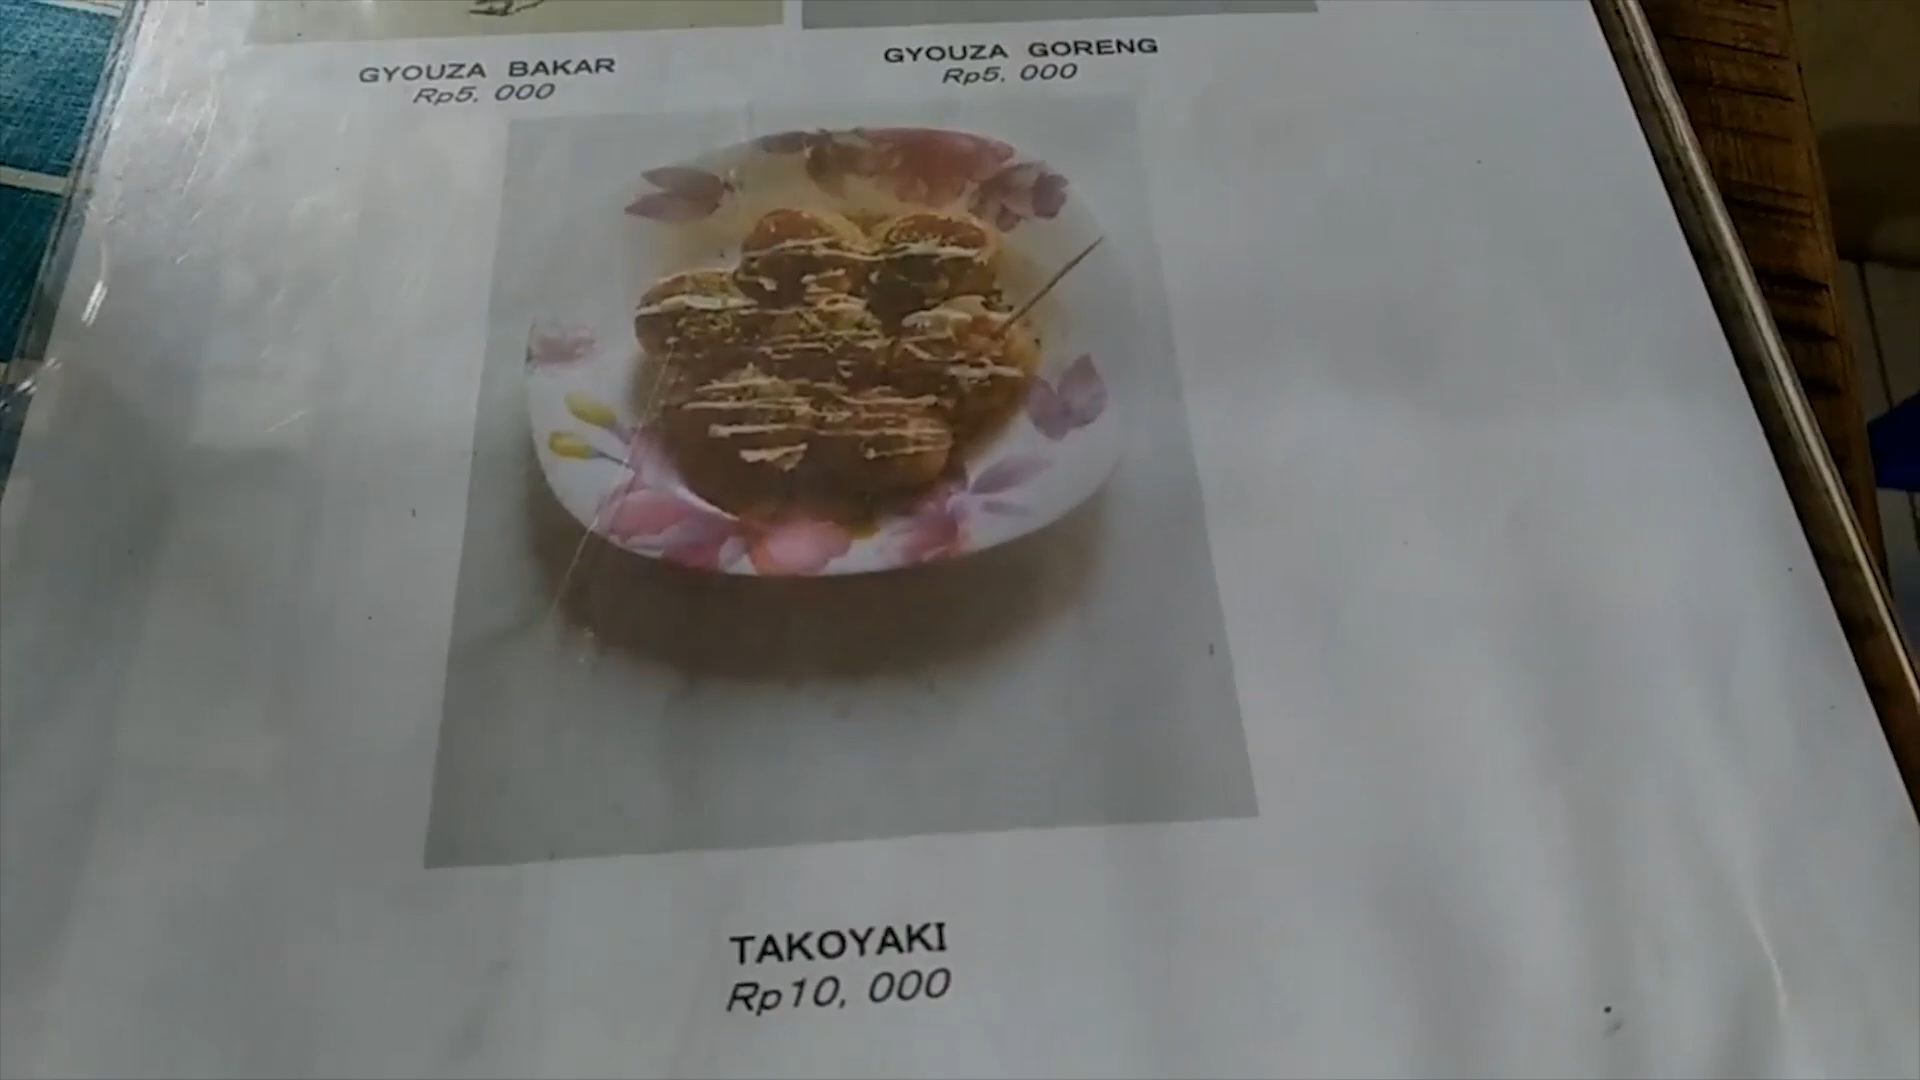 GYOUZA BAKAR
Rp5, 000
GYOUZA GORENG
Rp5, 000
TAKOYAKI
Rp10, 000